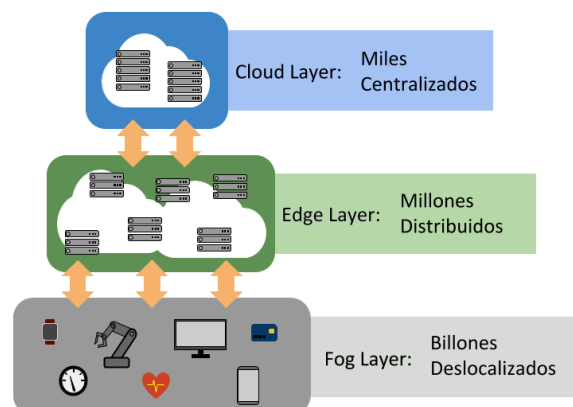 Cloud Layer: Miles
Centralizados
Edge Layer: Millones
Distribuidos
Fog Layer: Billones
Deslocalizados